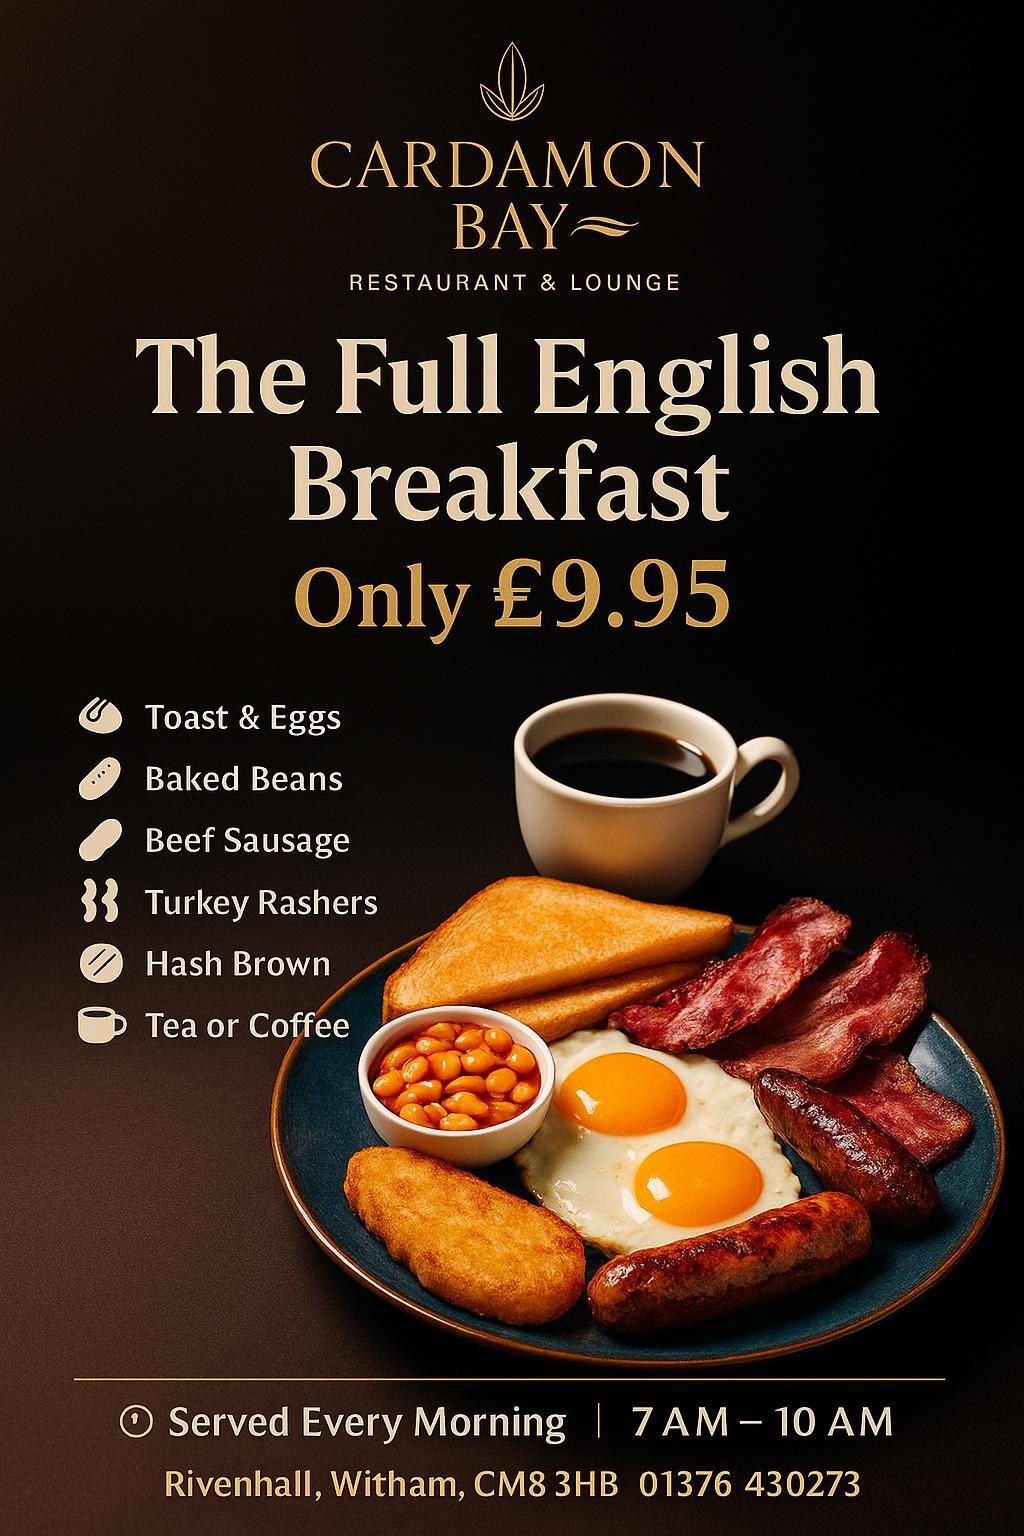 CARDAMON
BAY
RESTAURANT & LOUNGE
The Full English
Breakfast
Only £9.95
Toast & Eggs
Baked Beans
Beef Sausage
Turkey Rashers
Hash Brown
Tea or Coffee
Served Every Morning | 7 AM – 10 AM
Rivenhall, Witham, CM8 3HB 01376 430273